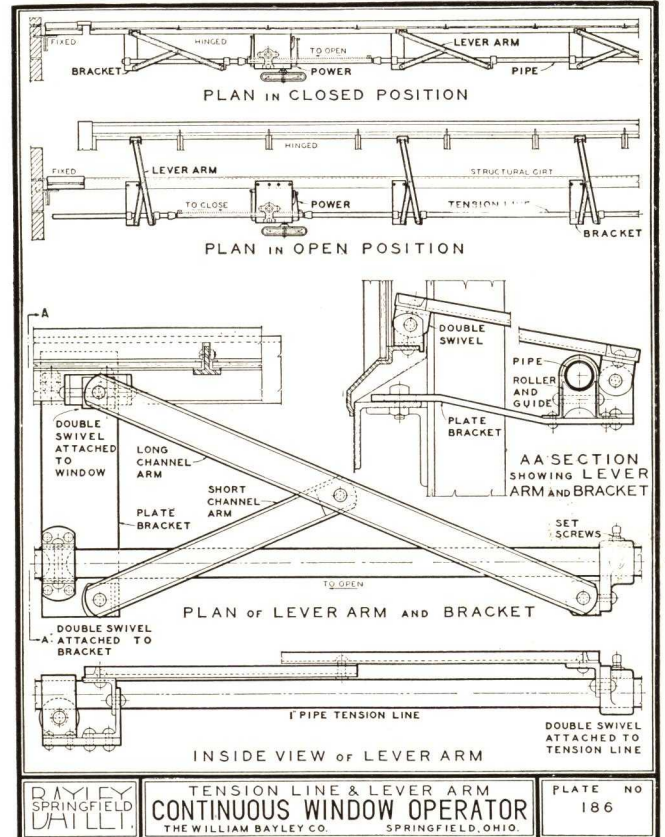 FIXED
HINGED
TO OPEN
LEVER ARM
BRACKET
POWER
PIPE
PLAN IN CLOSED POSITION
HINGED
FIXED
LEVER ARM
STRUCTURAL GIRT
TO CLOSE
POWER
TENSION LINE
BRACKET
PLAN IN OPEN POSITION
A
DOUBLE
SWIVEL
PIPE
ROLLER
AND
GUIDE
PLATE
BRACKET
AA SECTION
SHOWING LEVER
ARM AND BRACKET
DOUBLE
SWIVEL
ATTACHED
TO
WINDOW
LONG
CHANNEL
ARM
SHORT
CHANNEL
ARM
PLATE
BRACKET
SET
SCREWS
TO OPEN
PLAN OF LEVER ARM AND BRACKET
A
DOUBLE SWIVEL
ATTACHED TO
BRACKET
1" PIPE TENSION LINE
DOUBLE SWIVEL
ATTACHED TO
TENSION LINE
INSIDE VIEW OF LEVER ARM
BAYLEY
SPRINGFIELD
BAYLEY
TENSION LINE & LEVER ARM
CONTINUOUS WINDOW OPERATOR
THE WILLIAM BAYLEY CO. SPRINGFIELD, OHIO.
PLATE NO
186